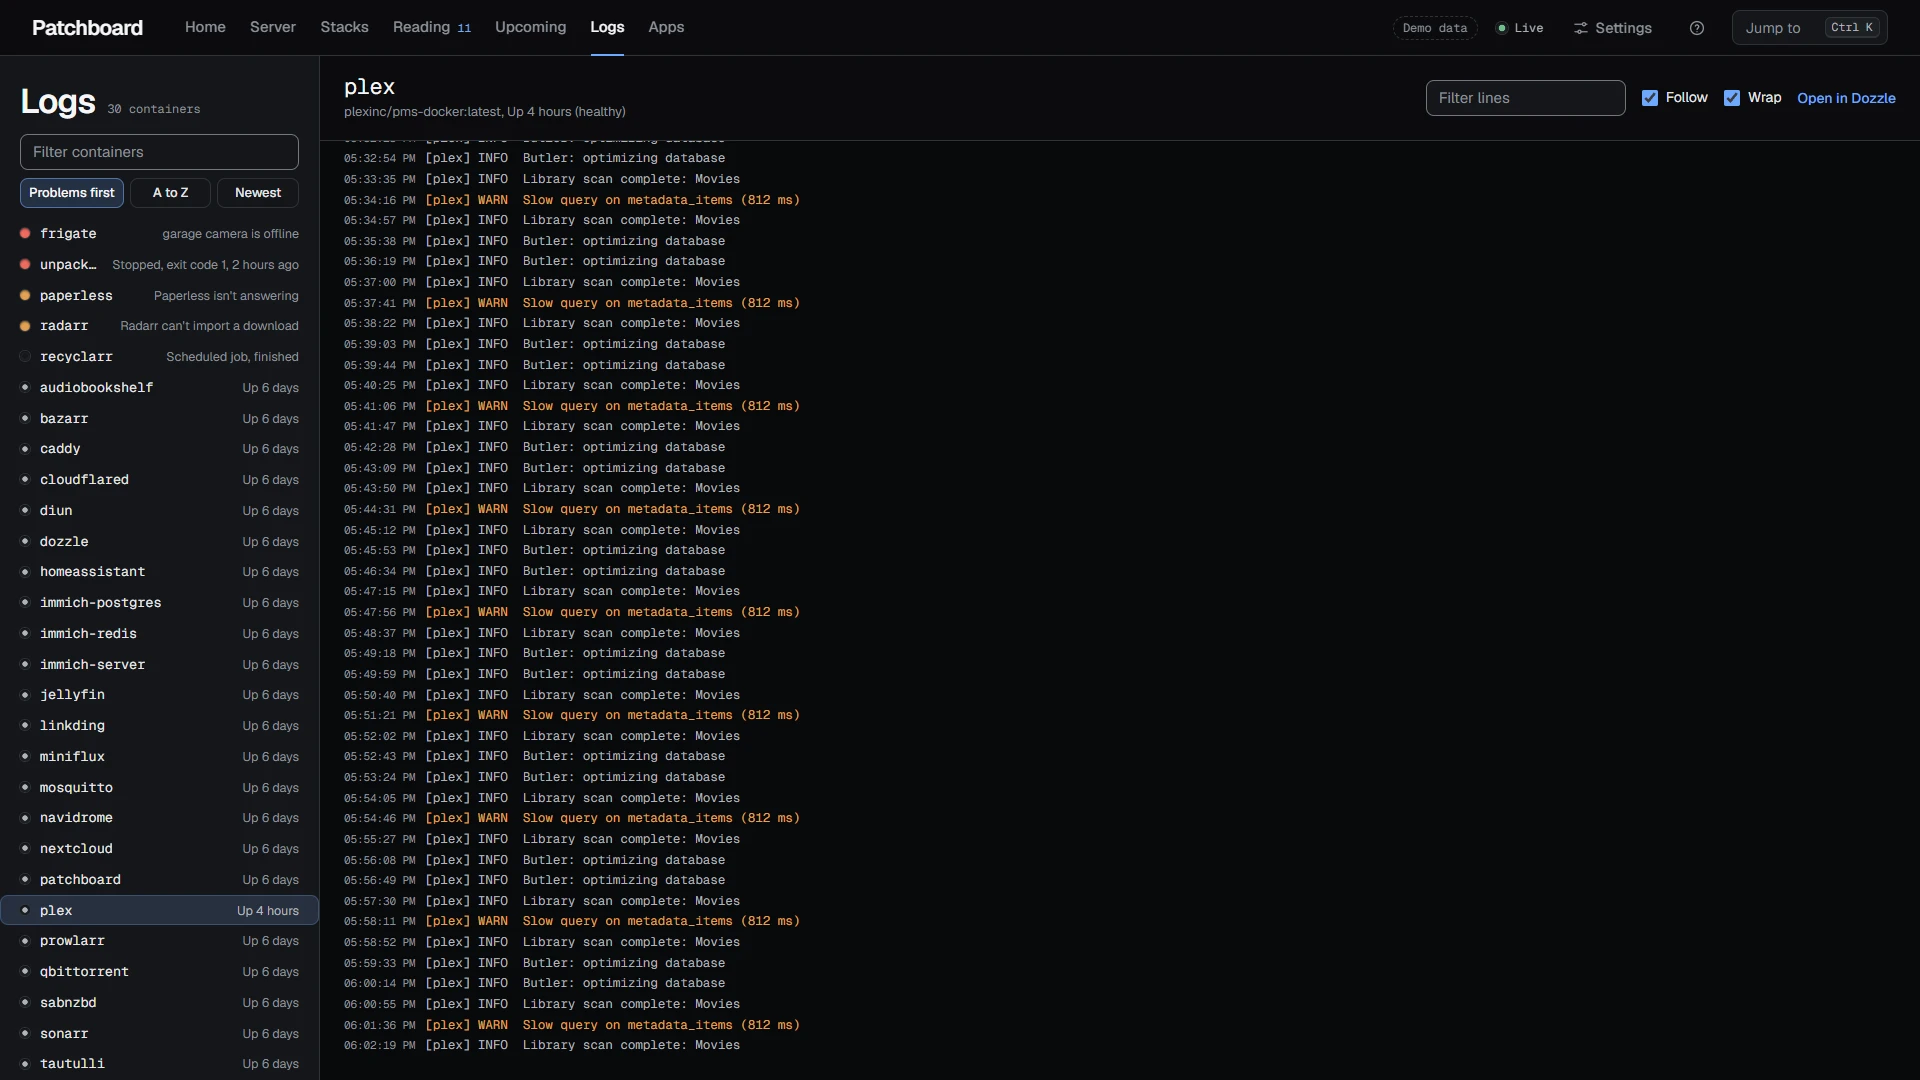 Patchboard Home Server Stacks Reading 11 Upcoming Logs Apps Demo data Live Settings Jump to Ctrl K
Logs 30 containers
Filter containers
Problems first A to Z Newest
frigate garage camera is offline
unpack… Stopped, exit code 1, 2 hours ago
paperless Paperless isn't answering
radarr Radarr can't import a download
recyclarr Scheduled job, finished
audiobookshelf Up 6 days
bazarr Up 6 days
caddy Up 6 days
cloudflared Up 6 days
diun Up 6 days
dozzle Up 6 days
homeassistant Up 6 days
immich-postgres Up 6 days
immich-redis Up 6 days
immich-server Up 6 days
jellyfin Up 6 days
linkding Up 6 days
miniflux Up 6 days
mosquitto Up 6 days
navidrome Up 6 days
nextcloud Up 6 days
patchboard Up 6 days
plex Up 4 hours
prowlarr Up 6 days
qbittorrent Up 6 days
sabnzbd Up 6 days
sonarr Up 6 days
tautulli Up 6 days
plex
plexinc/pms-docker:latest, Up 4 hours (healthy)
Filter lines Follow Wrap Open in Dozzle
05:32:54 PM [plex] INFO Butler: optimizing database
05:33:35 PM [plex] INFO Library scan complete: Movies
05:34:16 PM [plex] WARN Slow query on metadata_items (812 ms)
05:34:57 PM [plex] INFO Library scan complete: Movies
05:35:38 PM [plex] INFO Butler: optimizing database
05:36:19 PM [plex] INFO Butler: optimizing database
05:37:00 PM [plex] INFO Library scan complete: Movies
05:37:41 PM [plex] WARN Slow query on metadata_items (812 ms)
05:38:22 PM [plex] INFO Library scan complete: Movies
05:39:03 PM [plex] INFO Butler: optimizing database
05:39:44 PM [plex] INFO Butler: optimizing database
05:40:25 PM [plex] INFO Library scan complete: Movies
05:41:06 PM [plex] WARN Slow query on metadata_items (812 ms)
05:41:47 PM [plex] INFO Library scan complete: Movies
05:42:28 PM [plex] INFO Butler: optimizing database
05:43:09 PM [plex] INFO Butler: optimizing database
05:43:50 PM [plex] INFO Library scan complete: Movies
05:44:31 PM [plex] WARN Slow query on metadata_items (812 ms)
05:45:12 PM [plex] INFO Library scan complete: Movies
05:45:53 PM [plex] INFO Butler: optimizing database
05:46:34 PM [plex] INFO Butler: optimizing database
05:47:15 PM [plex] INFO Library scan complete: Movies
05:47:56 PM [plex] WARN Slow query on metadata_items (812 ms)
05:48:37 PM [plex] INFO Library scan complete: Movies
05:49:18 PM [plex] INFO Butler: optimizing database
05:49:59 PM [plex] INFO Butler: optimizing database
05:50:40 PM [plex] INFO Library scan complete: Movies
05:51:21 PM [plex] WARN Slow query on metadata_items (812 ms)
05:52:02 PM [plex] INFO Library scan complete: Movies
05:52:43 PM [plex] INFO Butler: optimizing database
05:53:24 PM [plex] INFO Butler: optimizing database
05:54:05 PM [plex] INFO Library scan complete: Movies
05:54:46 PM [plex] WARN Slow query on metadata_items (812 ms)
05:55:27 PM [plex] INFO Library scan complete: Movies
05:56:08 PM [plex] INFO Butler: optimizing database
05:56:49 PM [plex] INFO Butler: optimizing database
05:57:30 PM [plex] INFO Library scan complete: Movies
05:58:11 PM [plex] WARN Slow query on metadata_items (812 ms)
05:58:52 PM [plex] INFO Library scan complete: Movies
05:59:33 PM [plex] INFO Butler: optimizing database
06:00:14 PM [plex] INFO Butler: optimizing database
06:00:55 PM [plex] INFO Library scan complete: Movies
06:01:36 PM [plex] WARN Slow query on metadata_items (812 ms)
06:02:19 PM [plex] INFO Library scan complete: Movies